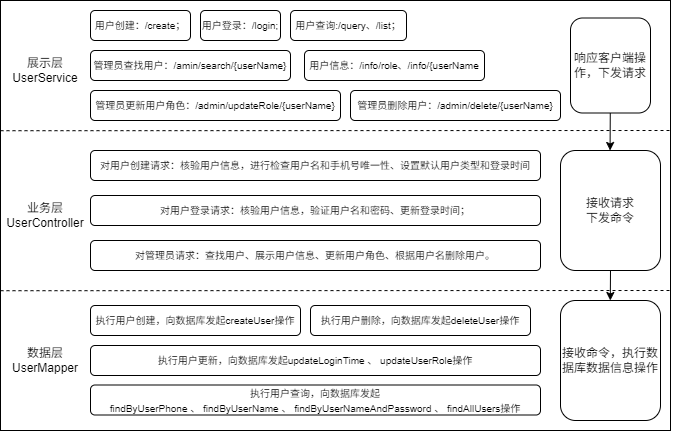 用户创建：/create；
用户登录：/login;
用户查询:/query、/list；
展示层
UserService
管理员查找用户：/amin/search/{userName}
用户信息：/info/role、/info/{userName
管理员更新用户角色：/admin/updateRole/{userName}
管理员删除用户：/admin/delete/{userName}
响应客户端操
作，下发请求
业务层
UserController
对用户创建请求：核验用户信息，进行检查用户名和手机号唯一性、设置默认用户类型和登录时间
对用户登录请求：核验用户信息，验证用户名和密码、更新登录时间；
对管理员请求：查找用户、展示用户信息、更新用户角色、根据用户名删除用户。
接收请求
下发命令
数据层
UserMapper
执行用户创建，向数据库发起createUser操作
执行用户删除，向数据库发起deleteUser操作
执行用户更新，向数据库发起updateLoginTime 、 updateUserRole操作
执行用户查询，向数据库发起
findByUserPhone 、 findByUserName 、 findByUserNameAndPassword 、 findAllUsers操作
接收命令，执行数
据库数据信息操作